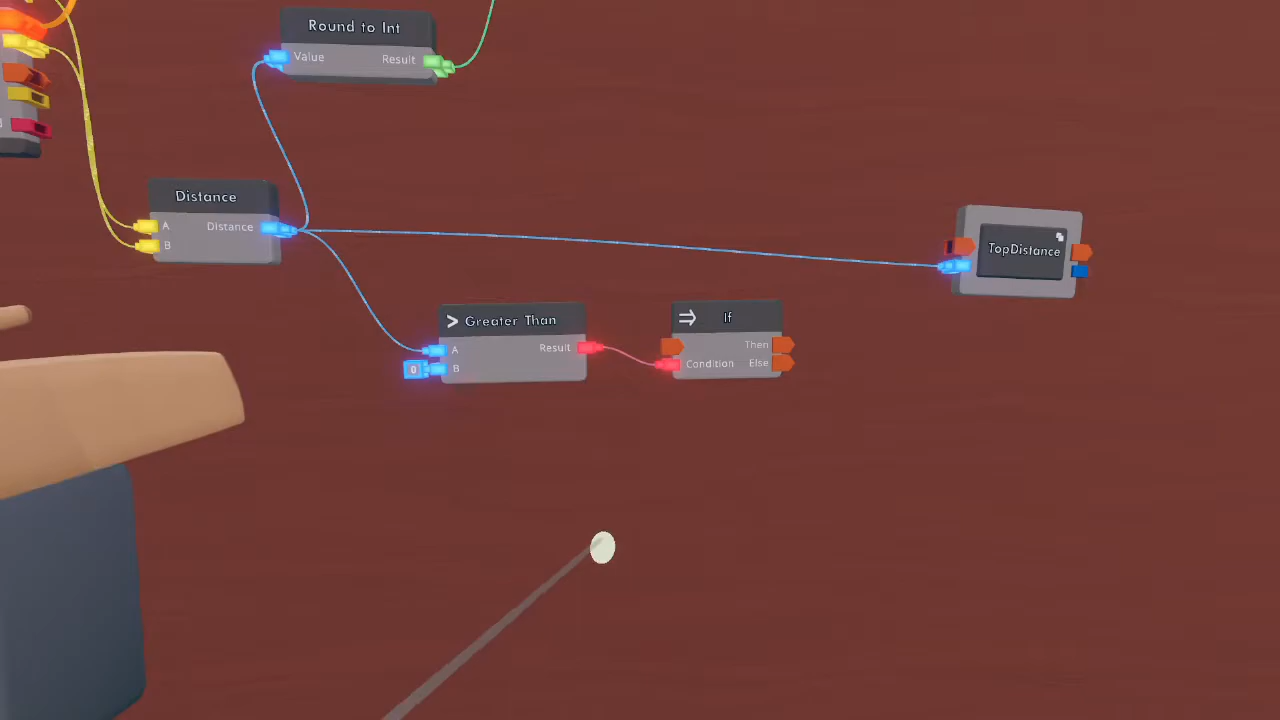 Round to Int
Value Result
Distance
A Distance
B
TopDistance
> Greater Than
A Result
0 B
If
Then
Condition Else